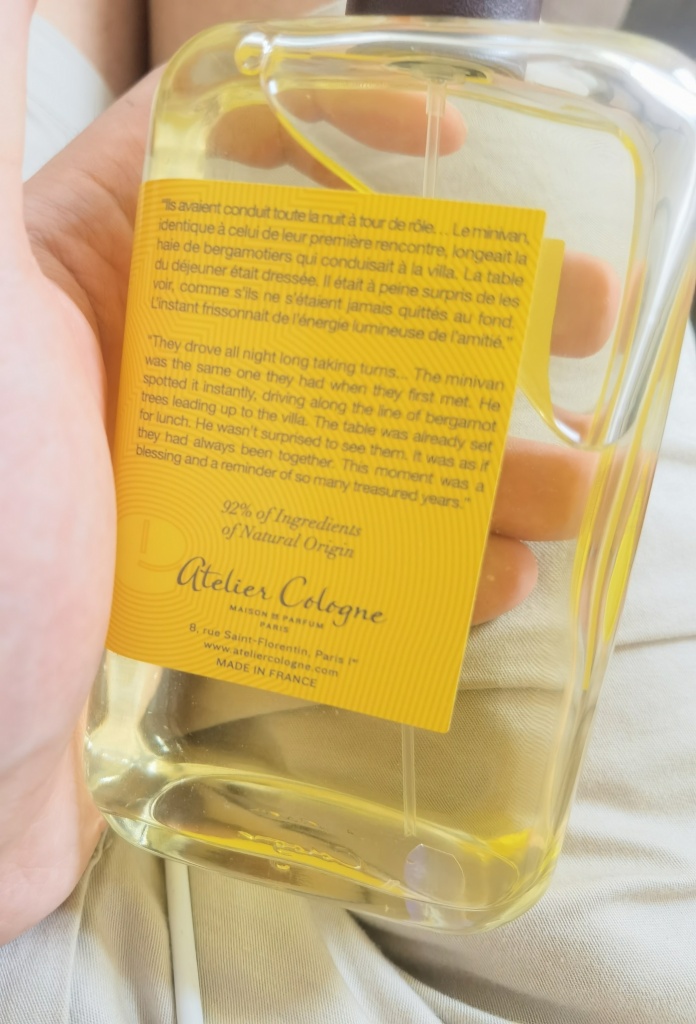 “Ils avaient conduit toute la nuit à tour de rôle… Le minivan,
identique à celui de leur première rencontre, longeait la
haie de bergamotiers qui conduisait à la villa. La table
du déjeuner était dressée. Il était à peine surpris de les
voir, comme s’ils ne s’étaient jamais quittés au fond.
L’instant frissonnait de l’énergie lumineuse de l’amitié.”
“They drove all night long taking turns… The minivan
was the same one they had when they first met. He
spotted it instantly, driving along the line of bergamot
trees leading up to the villa. The table was already set
for lunch. He wasn’t surprised to see them. It was as if
they had always been together. This moment was a
blessing and a reminder of so many treasured years.”
92% of Ingredients
of Natural Origin
Atelier Cologne
MAISON DE PARFUM
PARIS
8, rue Saint-Florentin, Paris Iᵉʳ
www.ateliercologne.com
MADE IN FRANCE